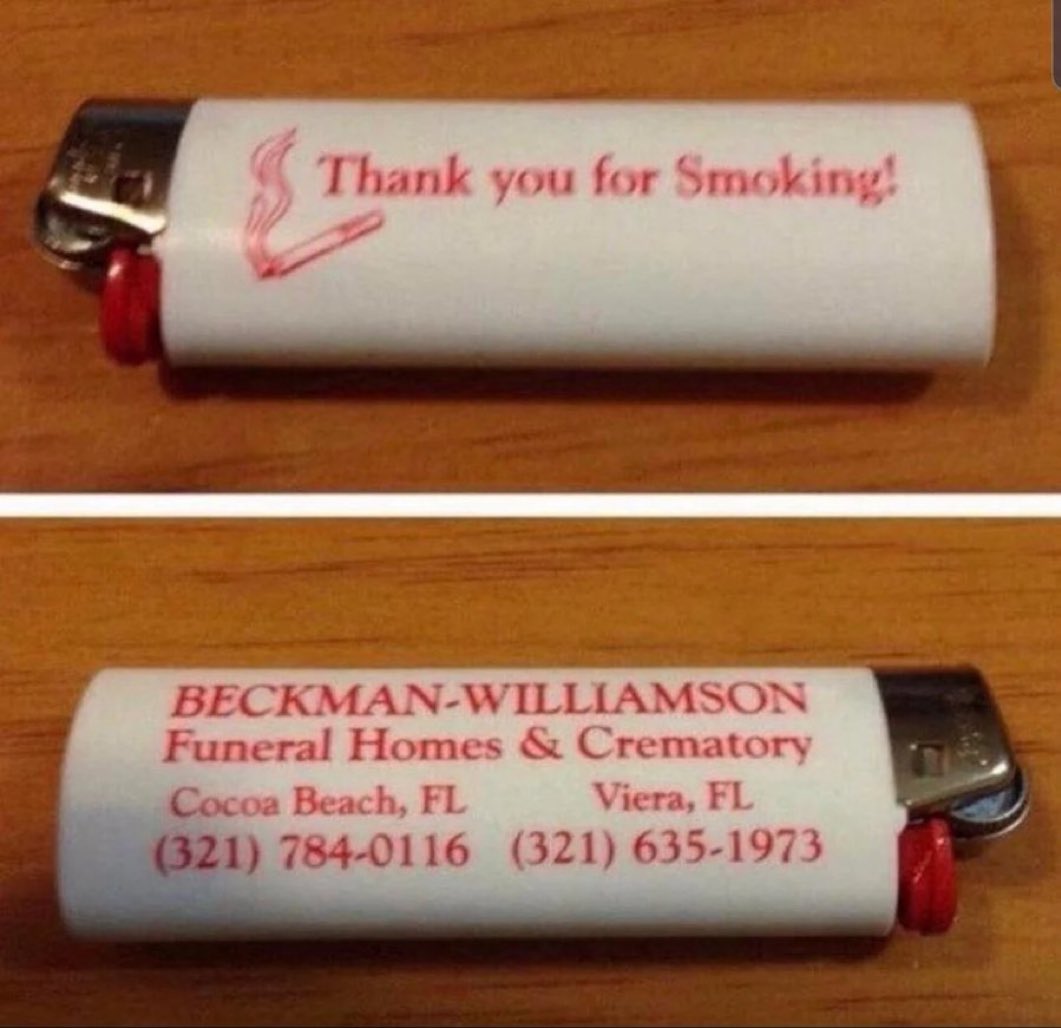 Thank you for Smoking!
BECKMAN-WILLIAMSON
Funeral Homes & Crematory
Cocoa Beach, FL Viera, FL
(321) 784-0116 (321) 635-1973